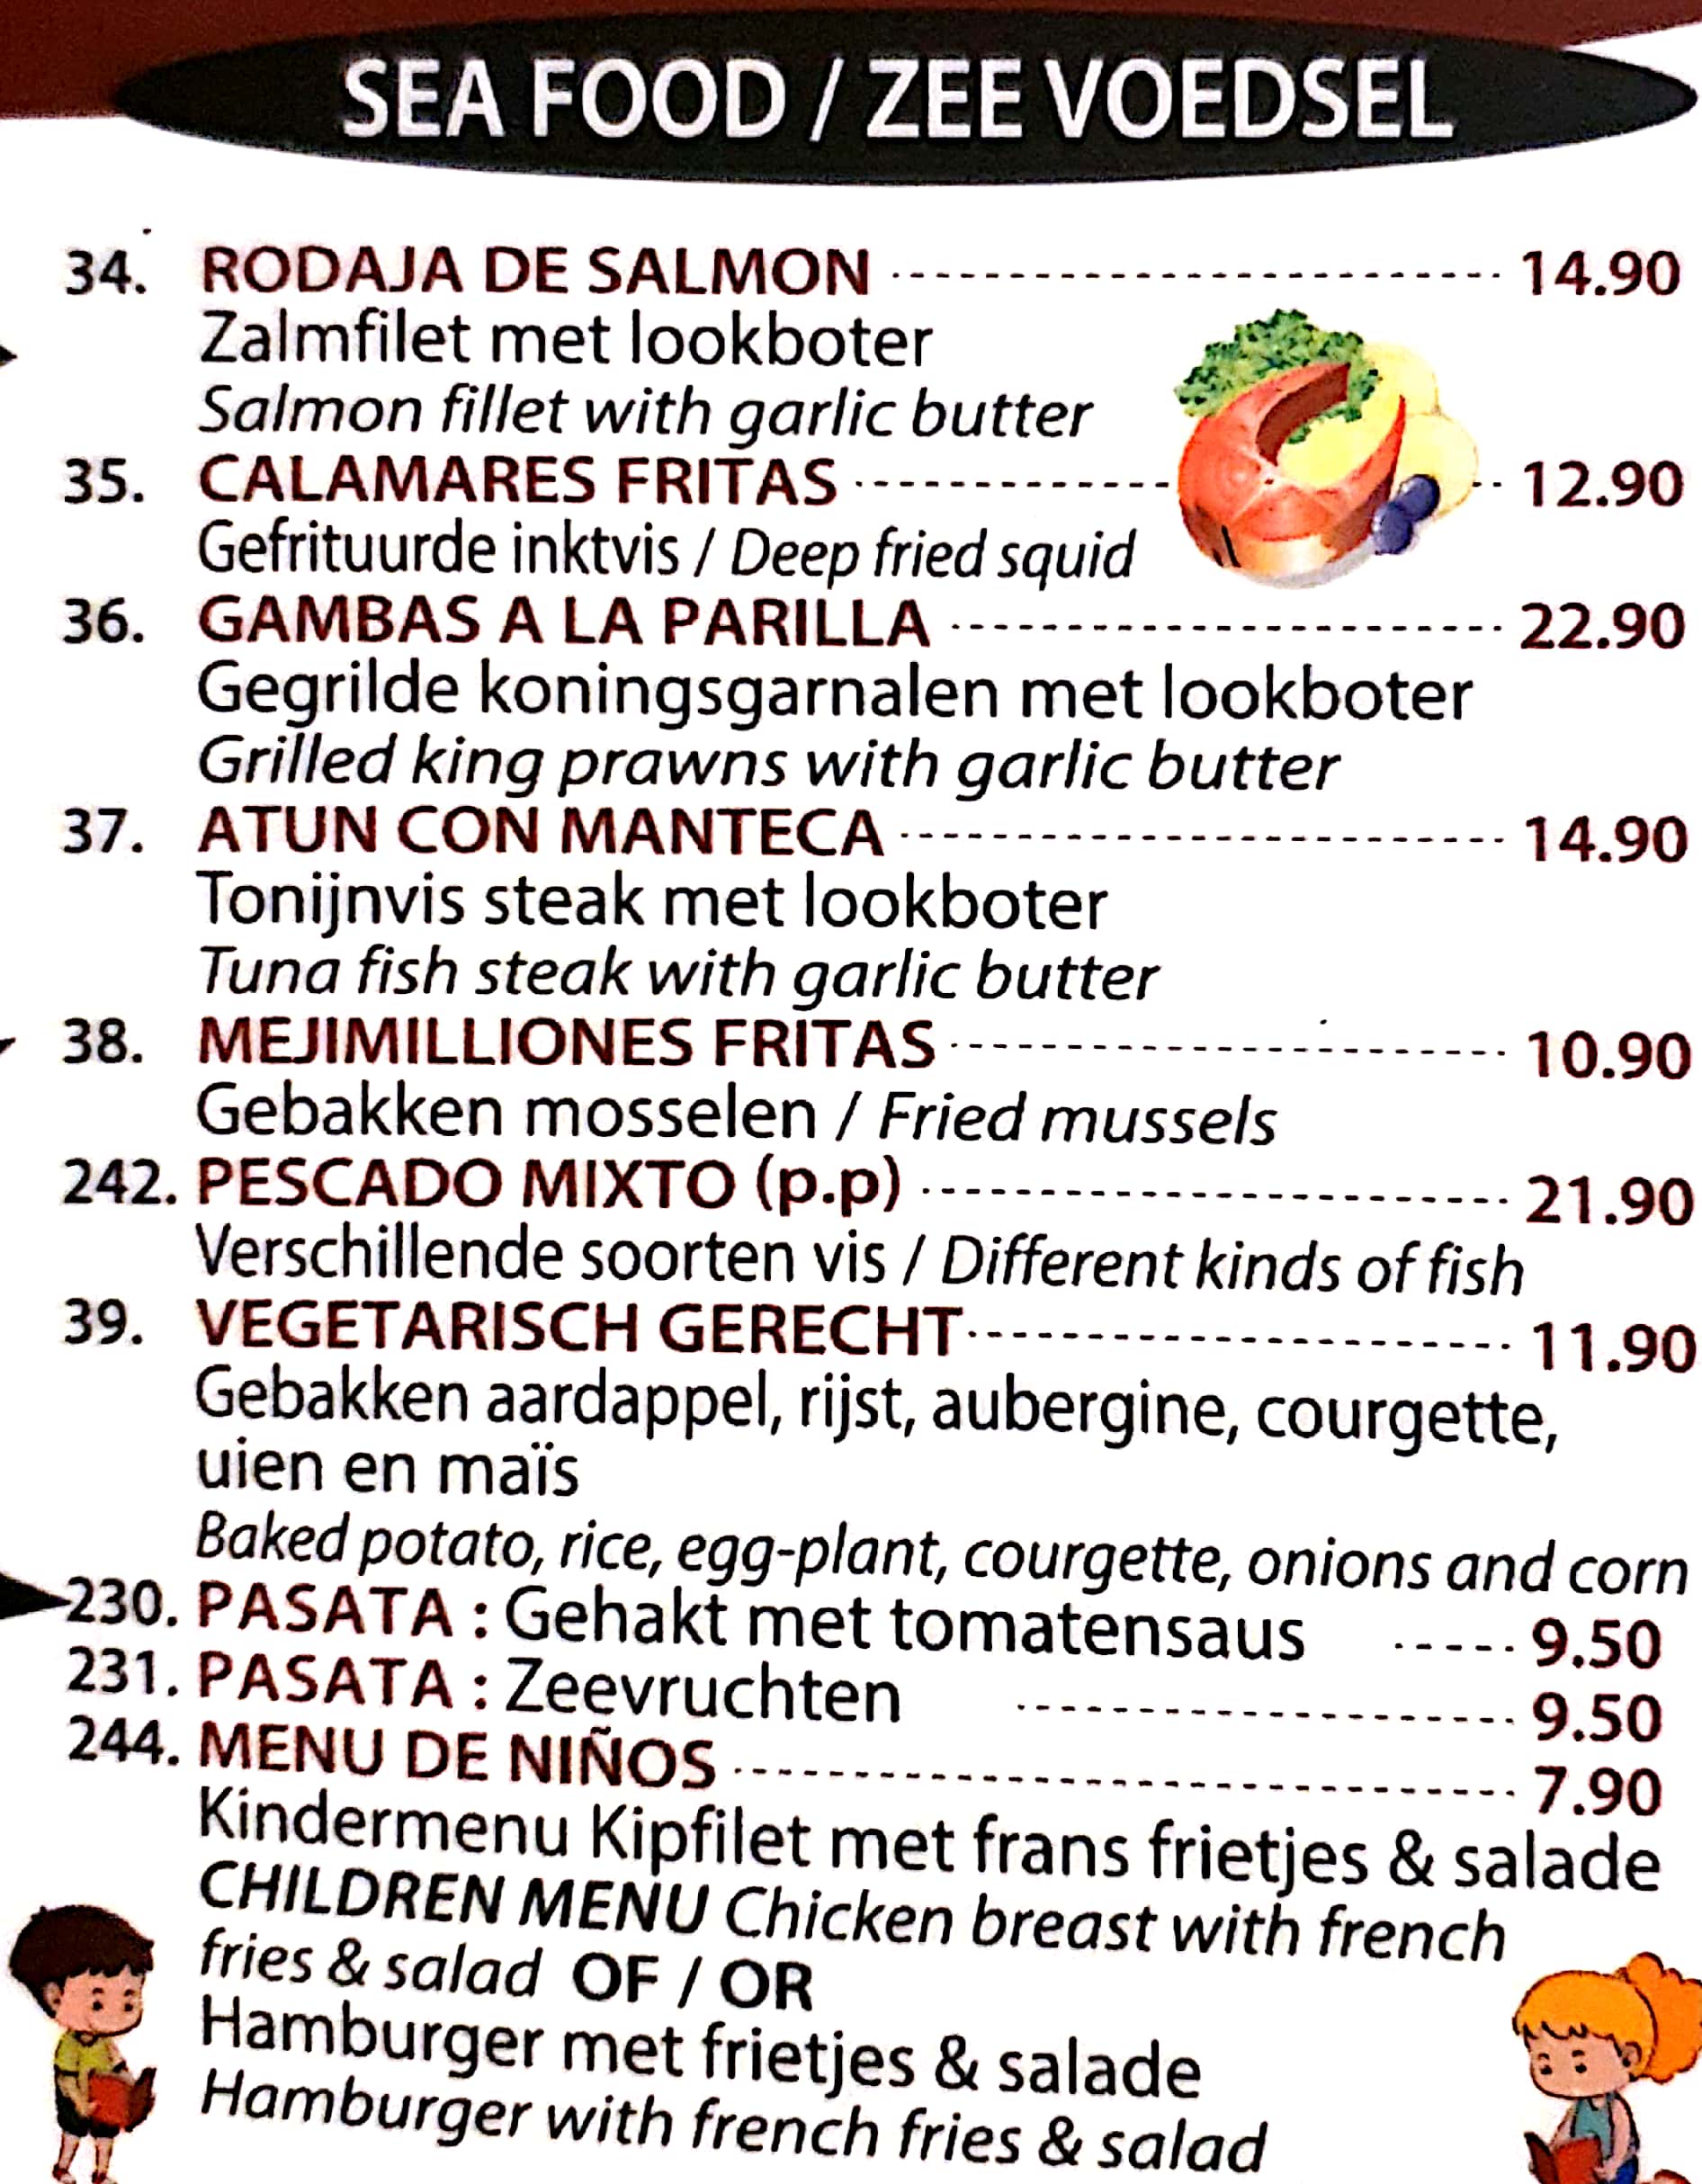 SEA FOOD / ZEE VOEDSEL
34. RODAJA DE SALMON 14.90
Zalmfilet met lookboter
Salmon fillet with garlic butter
35. CALAMARES FRITAS 12.90
Gefrituurde inktvis / Deep fried squid
36. GAMBAS A LA PARILLA 22.90
Gegrilde koningsgarnalen met lookboter
Grilled king prawns with garlic butter
37. ATUN CON MANTECA 14.90
Tonijnvis steak met lookboter
Tuna fish steak with garlic butter
38. MEJIMILLIONES FRITAS 10.90
Gebakken mosselen / Fried mussels
242. PESCADO MIXTO (p.p) 21.90
Verschillende soorten vis / Different kinds of fish
39. VEGETARISCH GERECHT 11.90
Gebakken aardappel, rijst, aubergine, courgette,
uien en maïs
Baked potato, rice, egg-plant, courgette, onions and corn
230. PASATA : Gehakt met tomatensaus ----- 9.50
231. PASATA : Zeevruchten 9.50
244. MENU DE NIÑOS 7.90
Kindermenu Kipfilet met frans frietjes & salade
CHILDREN MENU Chicken breast with french
fries & salad OF / OR
Hamburger met frietjes & salade
Hamburger with french fries & salad